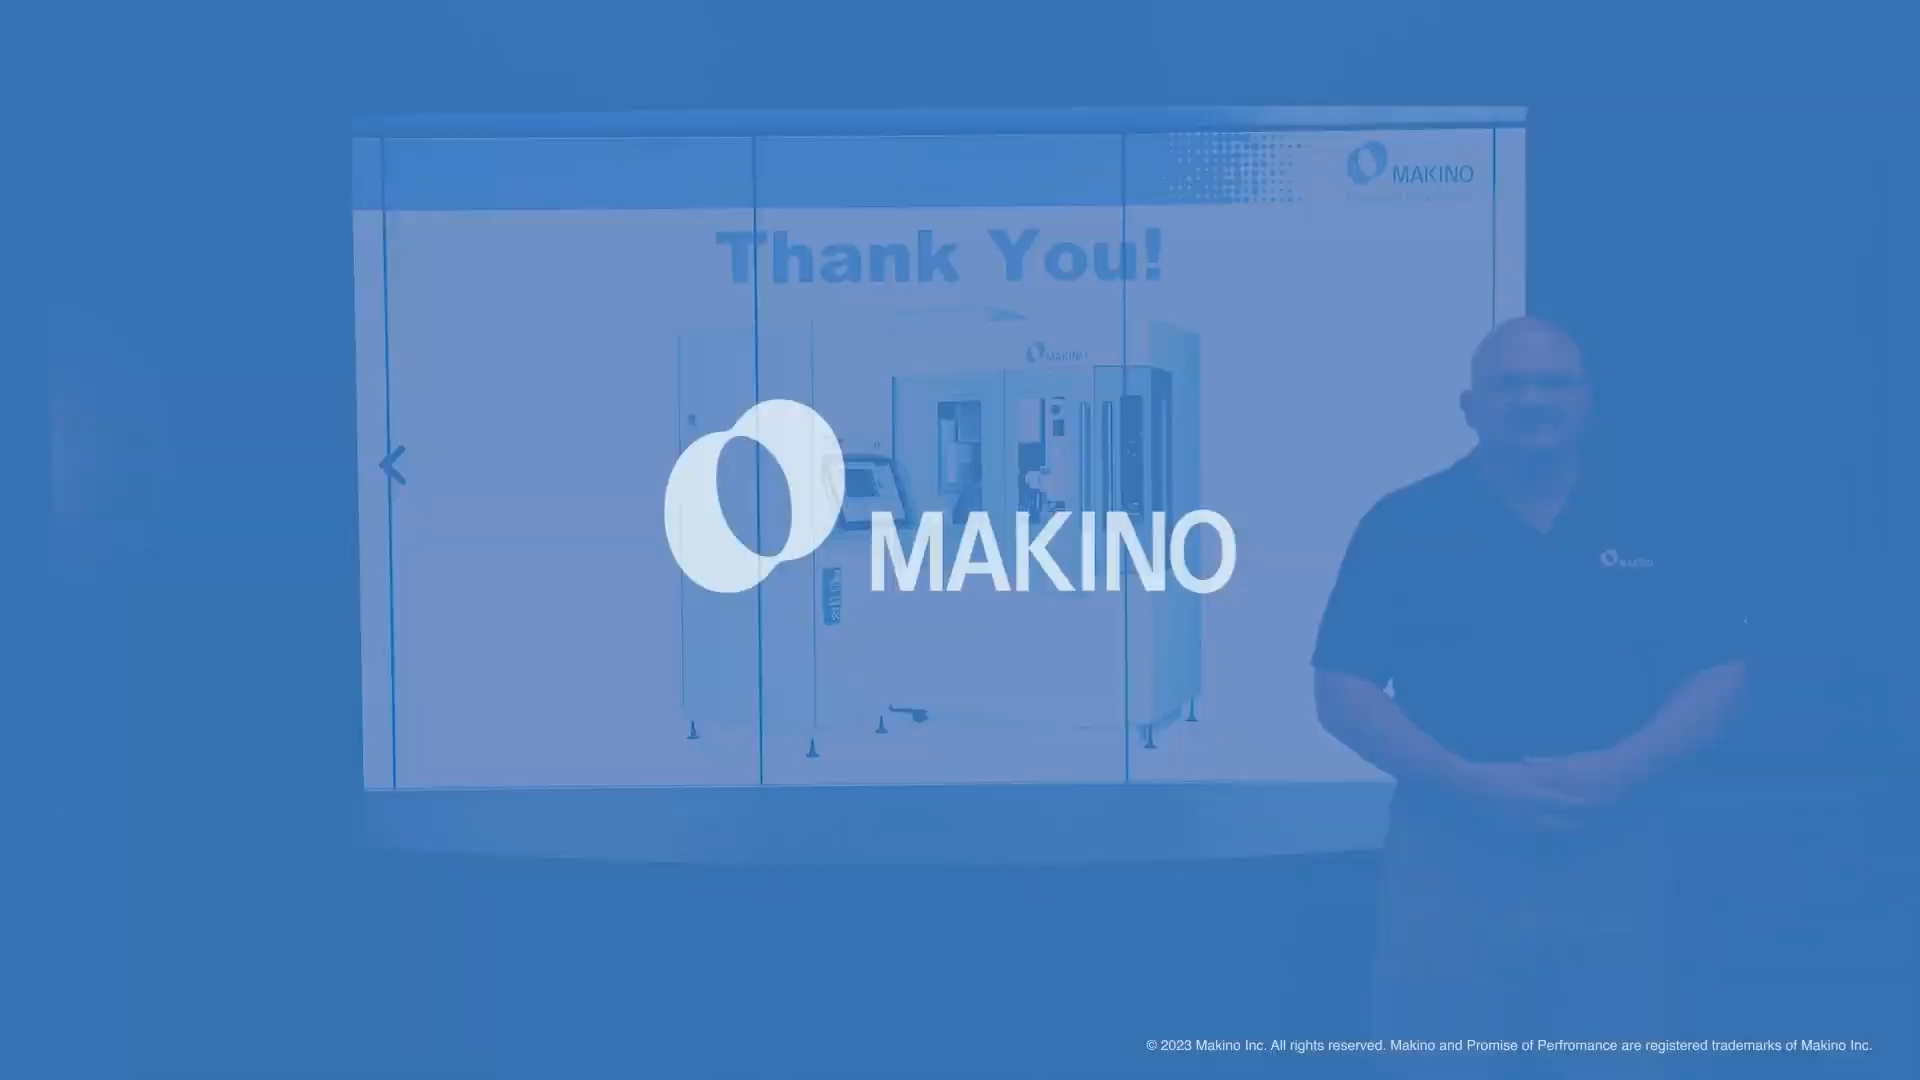 MAKINO
Thank You!
MAKINO
MAKINO
MAKINO
© 2023 Makino Inc. All rights reserved. Makino and Promise of Perfromance are registered trademarks of Makino Inc.